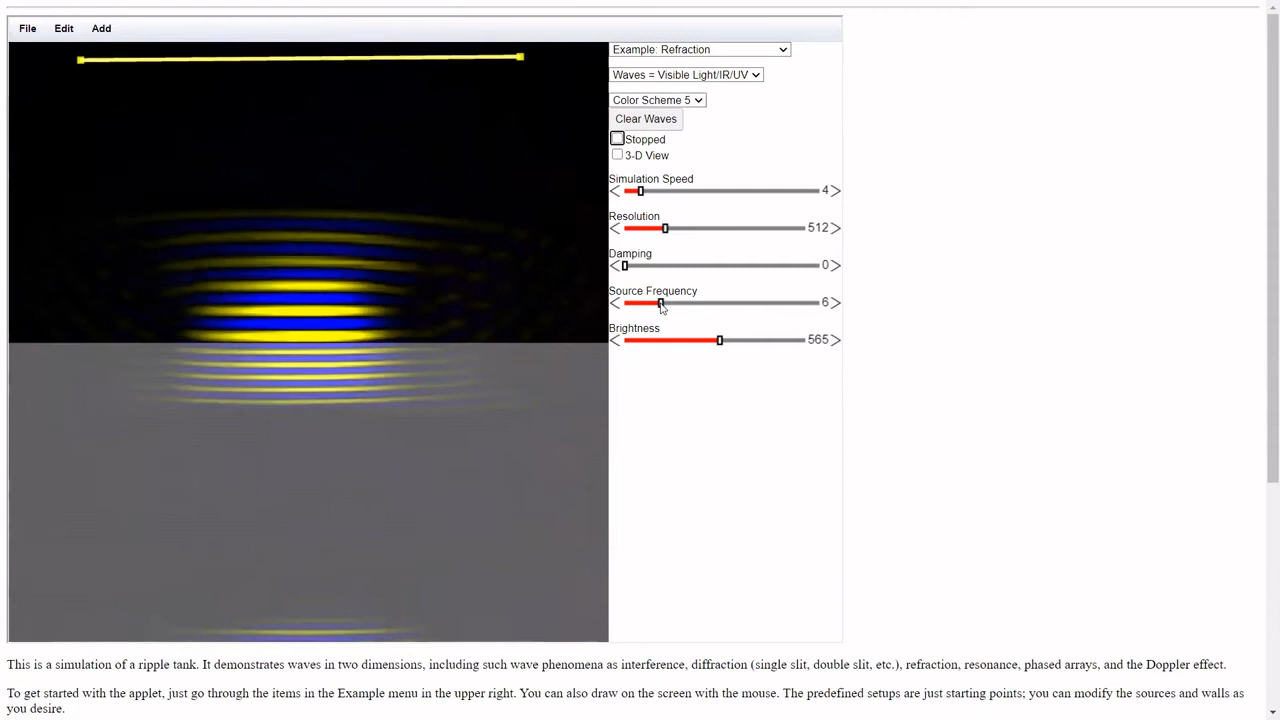 File Edit Add
Example: Refraction
Waves = Visible Light/IR/UV
Color Scheme 5
Clear Waves
Stopped
3-D View
Simulation Speed
4
Resolution
512
Damping
0
Source Frequency
6
Brightness
565
This is a simulation of a ripple tank. It demonstrates waves in two dimensions, including such wave phenomena as interference, diffraction (single slit, double slit, etc.), refraction, resonance, phased arrays, and the Doppler effect.
To get started with the applet, just go through the items in the Example menu in the upper right. You can also draw on the screen with the mouse. The predefined setups are just starting points; you can modify the sources and walls as
you desire.